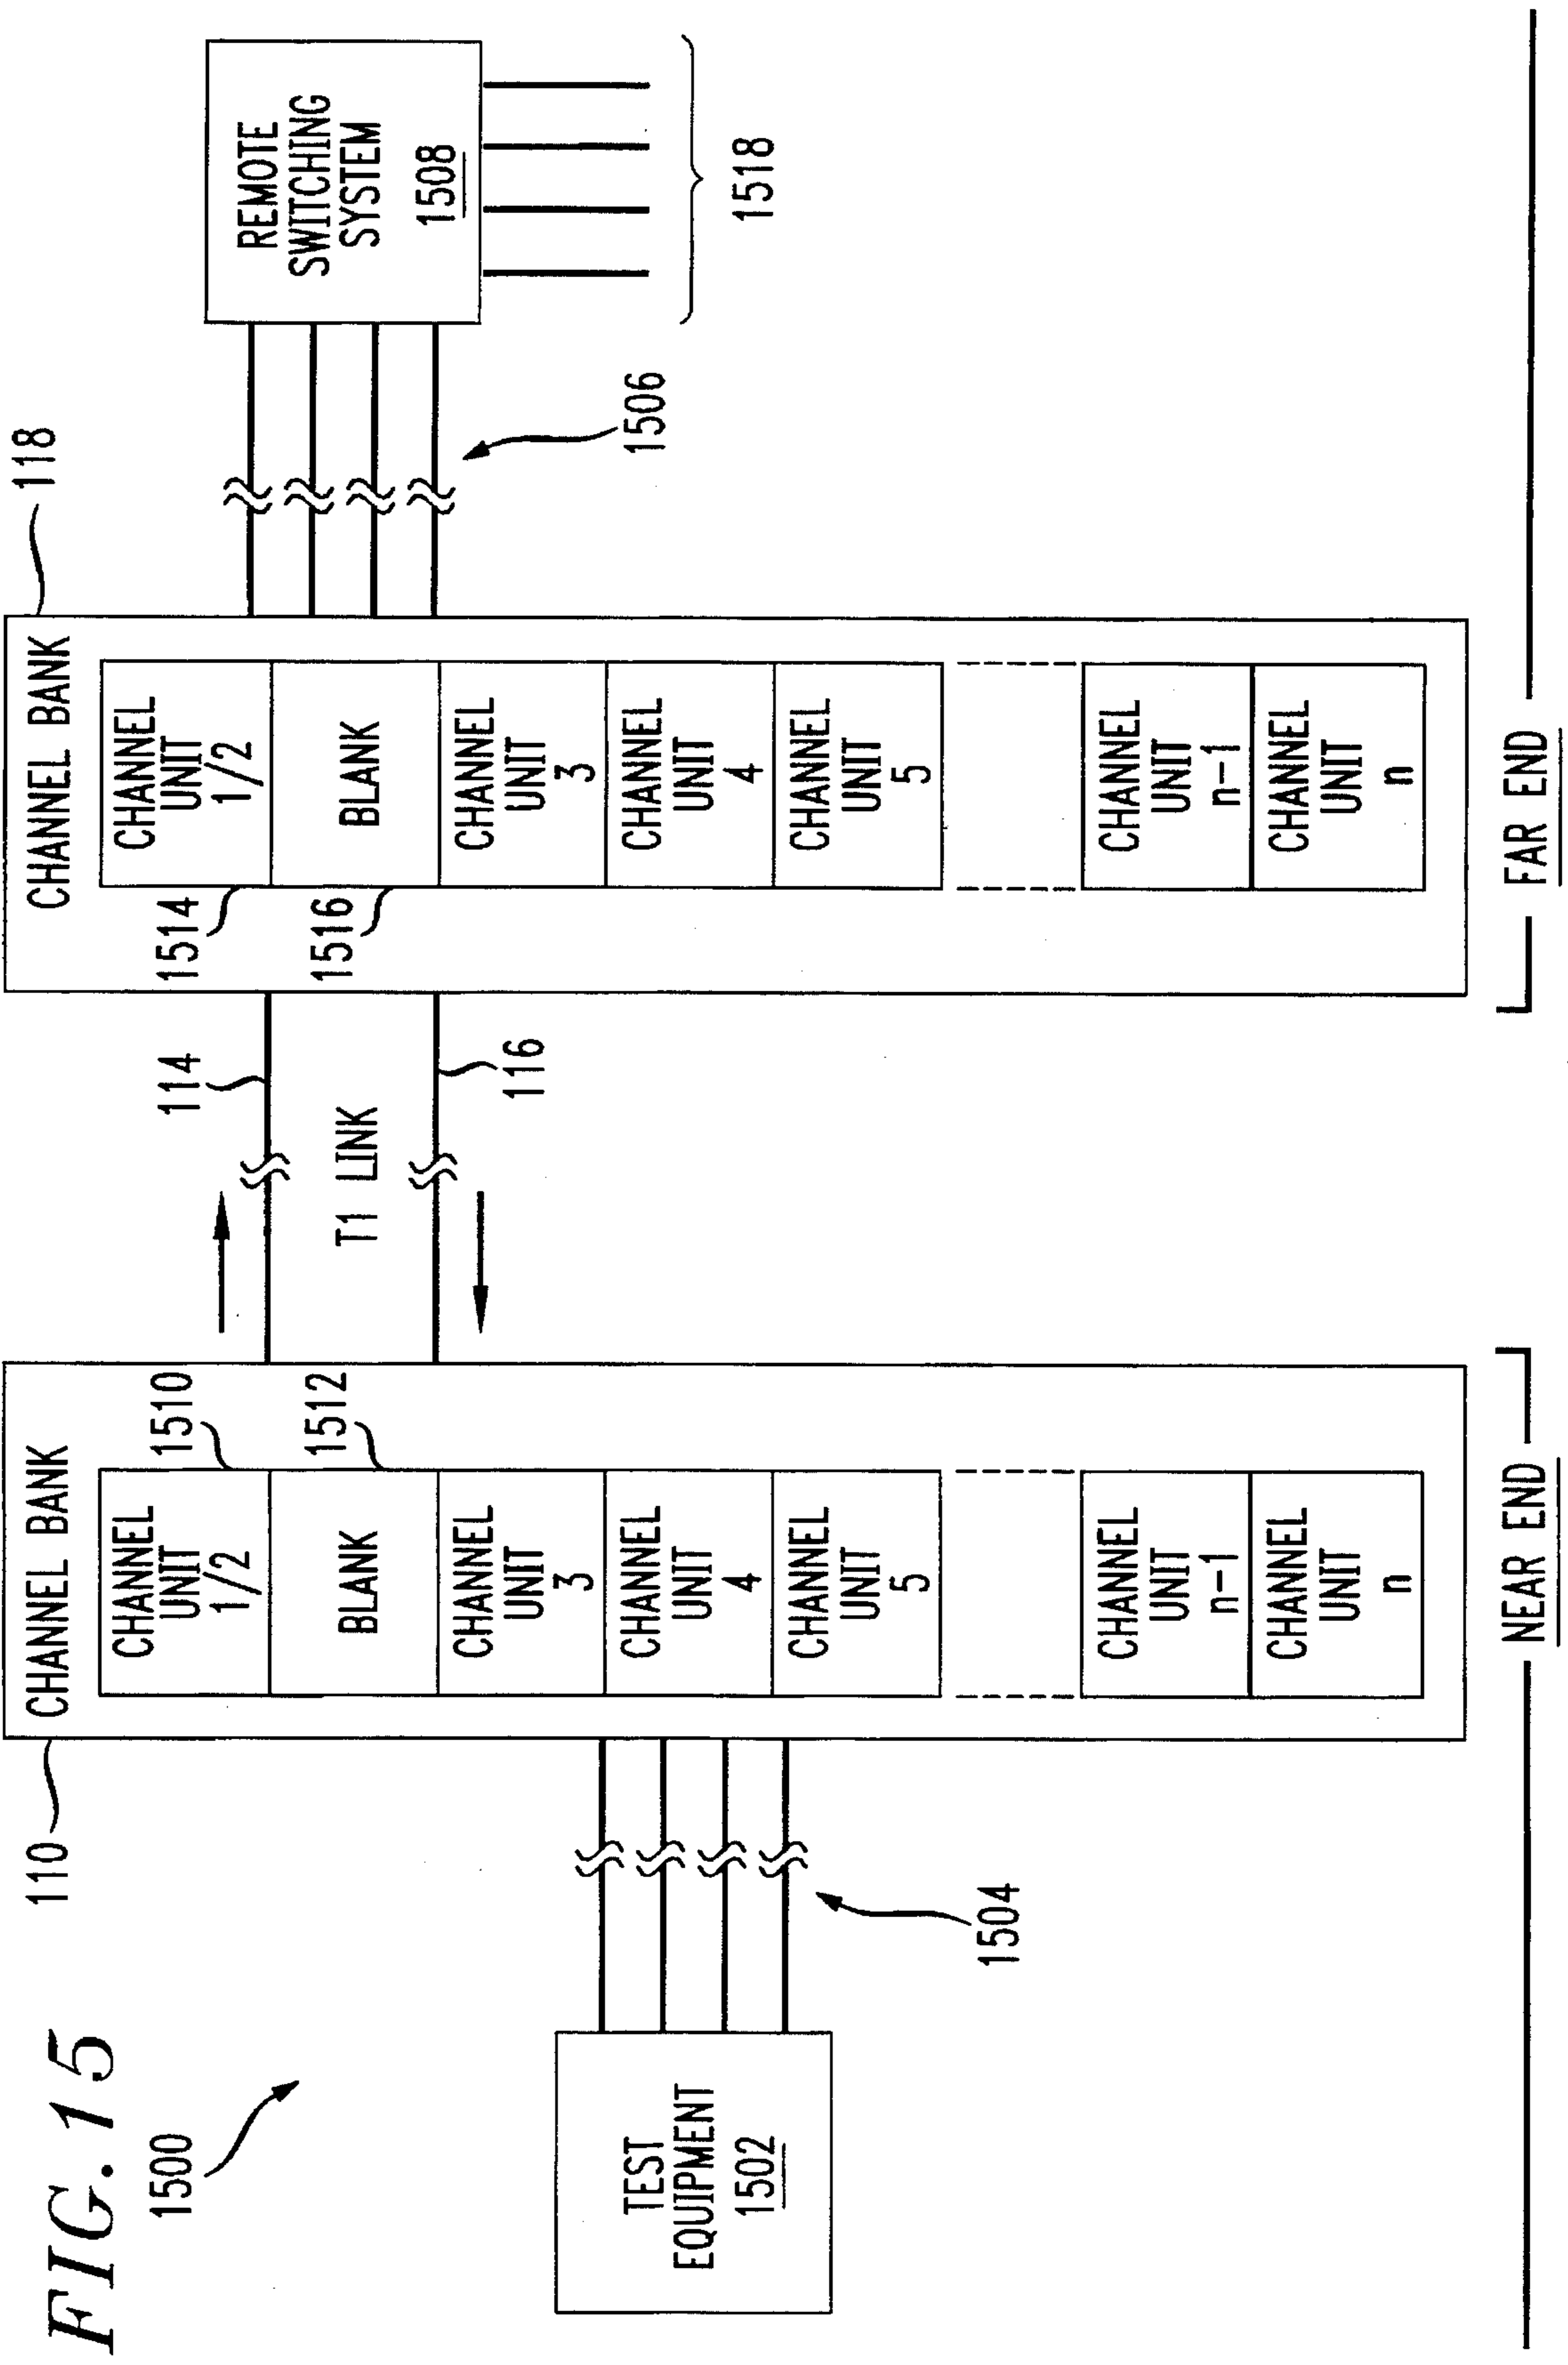 FIG. 15
1500
TEST
EQUIPMENT
1502
1504
110
CHANNEL BANK
CHANNEL
UNIT
1/2
BLANK
CHANNEL
UNIT
3
CHANNEL
UNIT
4
CHANNEL
UNIT
5
CHANNEL
UNIT
n-1
CHANNEL
UNIT
n
1510
1512
NEAR END
114
T1 LINK
116
118
CHANNEL BANK
1514
1516
CHANNEL
UNIT
1/2
BLANK
CHANNEL
UNIT
3
CHANNEL
UNIT
4
CHANNEL
UNIT
5
CHANNEL
UNIT
n-1
CHANNEL
UNIT
n
FAR END
1506
REMOTE
SWITCHING
SYSTEM
1508
1518